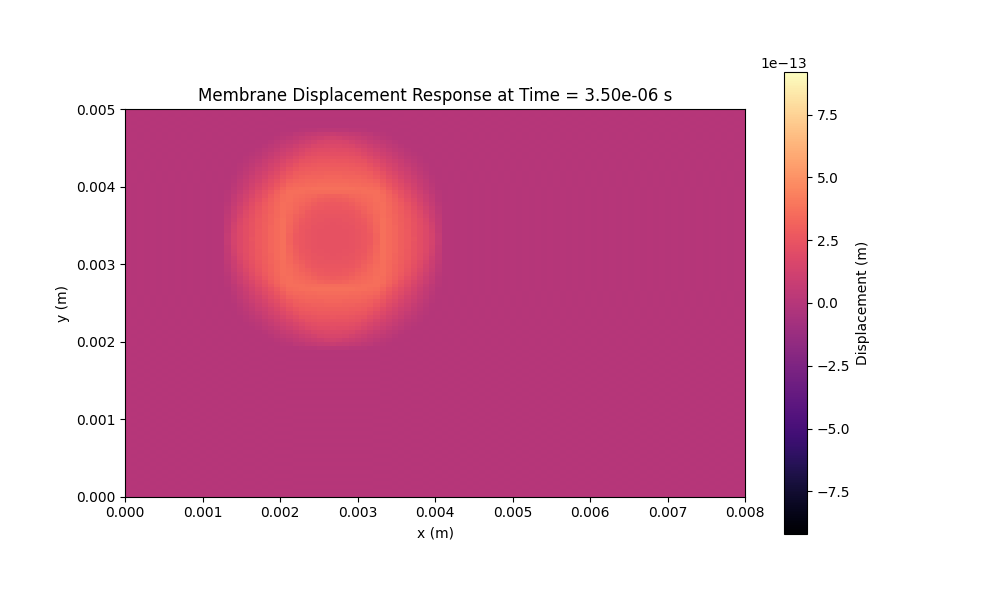 1e−13
Membrane Displacement Response at Time = 3.50e-06 s
0.005
0.004
0.003
0.002
0.001
0.000
y (m)
0.000 0.001 0.002 0.003 0.004 0.005 0.006 0.007 0.008
x (m)
7.5
5.0
2.5
0.0
−2.5
−5.0
−7.5
Displacement (m)